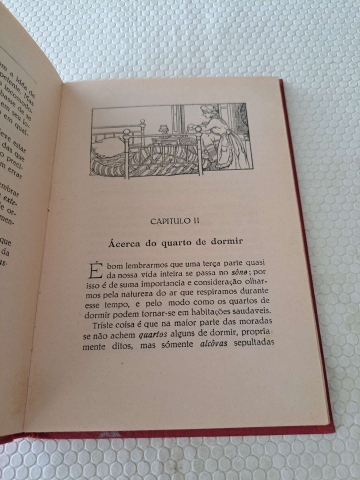 CAPITULO II
Ácerca do quarto de dormir
É bom lembrarmos que uma terça parte quasi
da nossa vida inteira se passa no sôno; por
isso é de suma importancia e consideração olhar-
mos pela natureza do ar que respiramos durante
esse tempo, e pelo modo como os quartos de
dormir podem tornar-se em habitações saudaveis.
Triste coisa é que na maior parte das moradas
se não achem quartos alguns de dormir, propria-
mente ditos, mas sómente alcôvas sepultadas